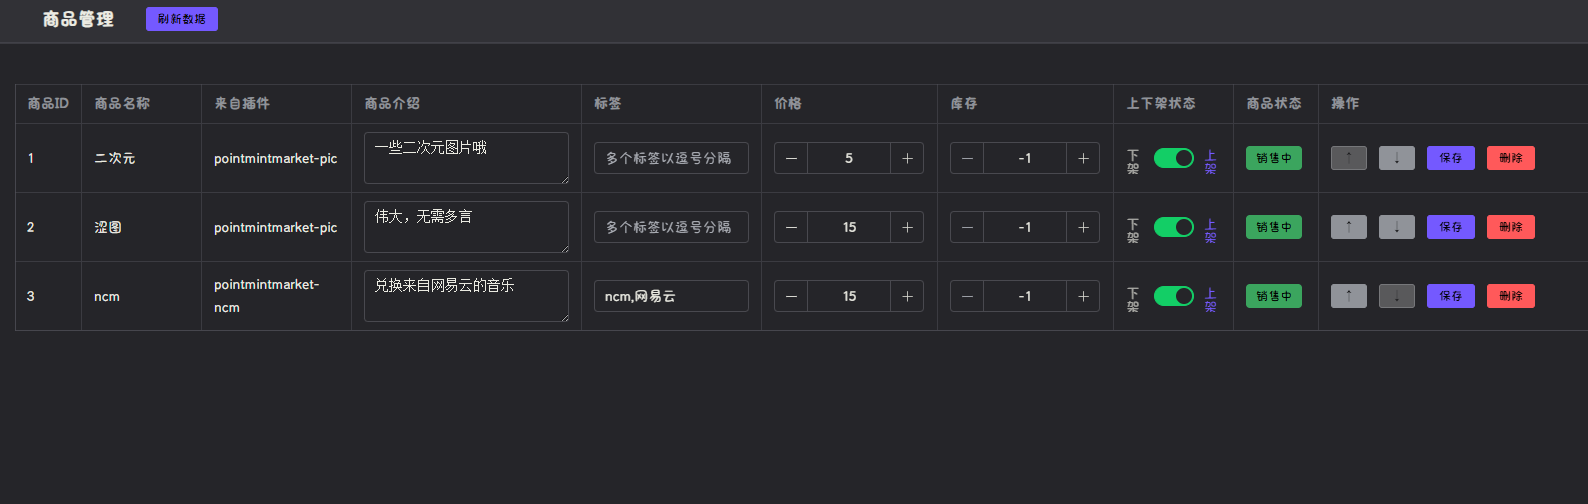 商品管理 刷新数据
商品ID 商品名称 来自插件 商品介绍 标签 价格 库存 上下架状态 商品状态 操作
1 二次元 pointmintmarket-pic 一些二次元图片哦 多个标签以逗号分隔 — 5 + — -1 + 下架 上架 销售中 ↑ ↓ 保存 删除
2 涩图 pointmintmarket-pic 伟大，无需多言 多个标签以逗号分隔 — 15 + — -1 + 下架 上架 销售中 ↑ ↓ 保存 删除
3 ncm pointmintmarket-ncm 兑换来自网易云的音乐 ncm,网易云 — 15 + — -1 + 下架 上架 销售中 ↑ ↓ 保存 删除